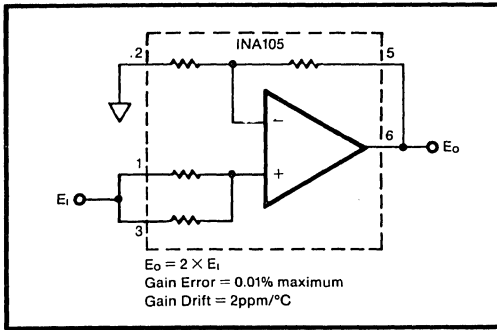 INA105
.2
5
−
6
Eₒ
1
+
Eᵢ
3
Eₒ = 2 × Eᵢ
Gain Error = 0.01% maximum
Gain Drift = 2ppm/°C